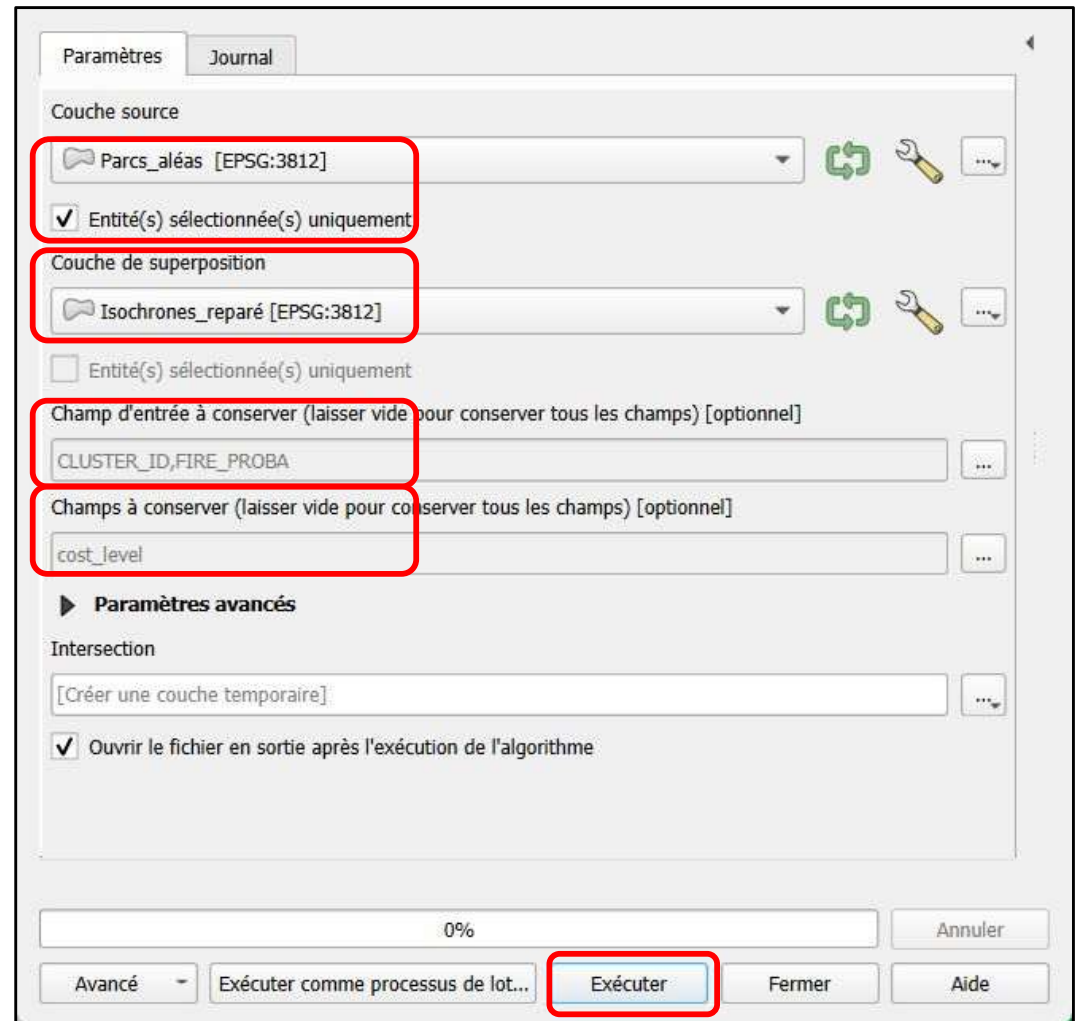 Paramètres Journal
Couche source
Parcs_aléas [EPSG:3812]
...
Entité(s) sélectionnée(s) uniquement
Couche de superposition
Isochrones_reparé [EPSG:3812]
...
Entité(s) sélectionnée(s) uniquement
Champ d'entrée à conserver (laisser vide pour conserver tous les champs) [optionnel]
CLUSTER_ID,FIRE_PROBA
...
Champs à conserver (laisser vide pour conserver tous les champs) [optionnel]
cost_level
...
Paramètres avancés
Intersection
[Créer une couche temporaire]
...
Ouvrir le fichier en sortie après l'exécution de l'algorithme
0% Annuler
Avancé Exécuter comme processus de lot... Exécuter Fermer Aide